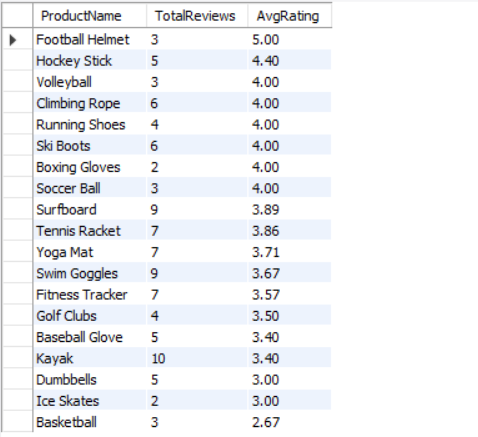 ProductName TotalReviews AvgRating
Football Helmet 3 5.00
Hockey Stick 5 4.40
Volleyball 3 4.00
Climbing Rope 6 4.00
Running Shoes 4 4.00
Ski Boots 6 4.00
Boxing Gloves 2 4.00
Soccer Ball 3 4.00
Surfboard 9 3.89
Tennis Racket 7 3.86
Yoga Mat 7 3.71
Swim Goggles 9 3.67
Fitness Tracker 7 3.57
Golf Clubs 4 3.50
Baseball Glove 5 3.40
Kayak 10 3.40
Dumbbells 5 3.00
Ice Skates 2 3.00
Basketball 3 2.67